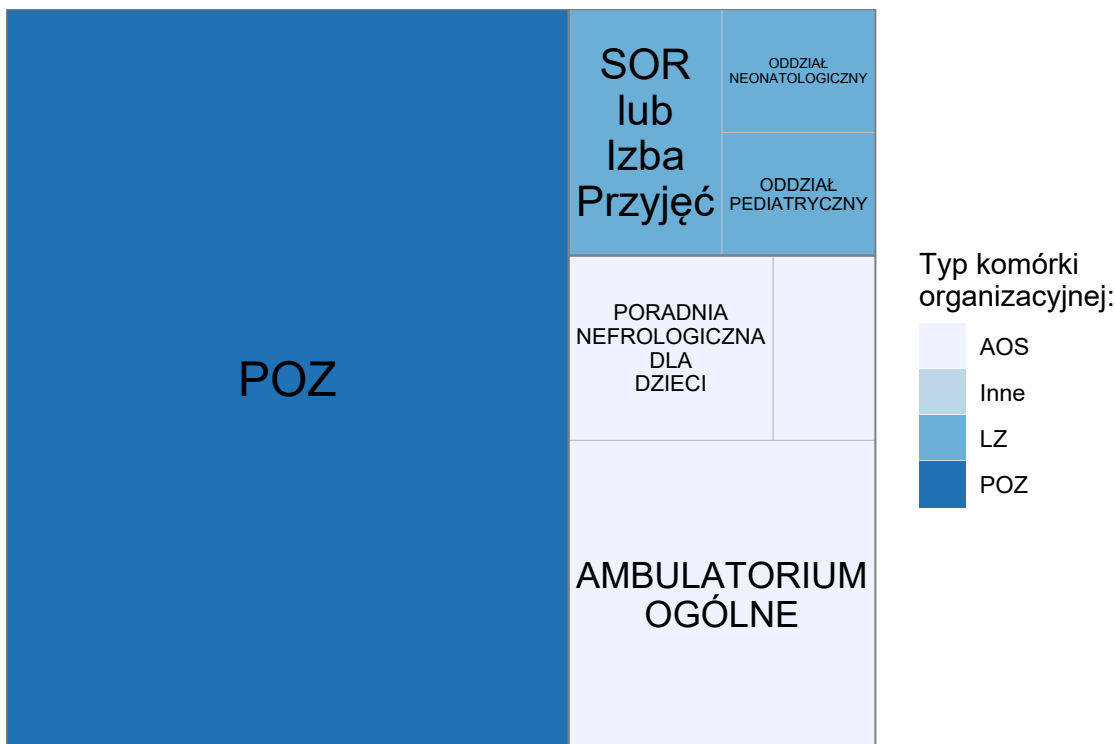 POZ
SOR
lub
Izba
Przyjęć
ODDZIAŁ
NEONATOLOGICZNY
ODDZIAŁ
PEDIATRYCZNY
PORADNIA
NEFROLOGICZNA
DLA
DZIECI
AMBULATORIUM
OGÓLNE
Typ komórki
organizacyjnej:
AOS
Inne
LZ
POZ